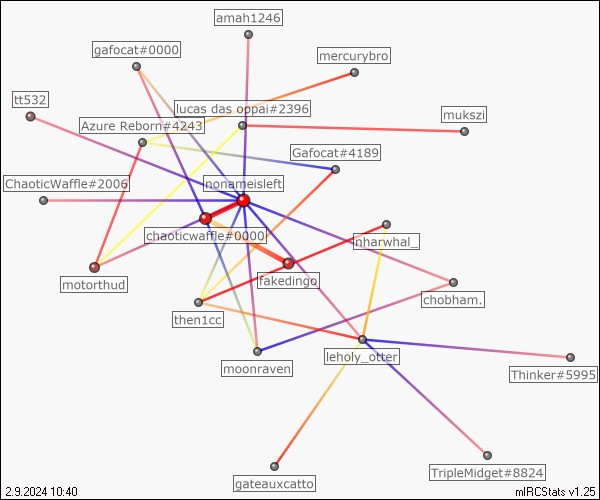 amah1246
gafocat#0000
mercurybro
tt532
lucas das oppai#2396
Azure Reborn#4243
mukszi
Gafocat#4189
ChaoticWaffle#2006
nonameisleft
chaoticwaffle#0000
nharwhal_
fakedingo
motorthud
chobham.
then1cc
moonraven
leholy_otter
Thinker#5995
gateauxcatto
TripleMidget#8824
2.9.2024 10:40
mIRCStats v1.25